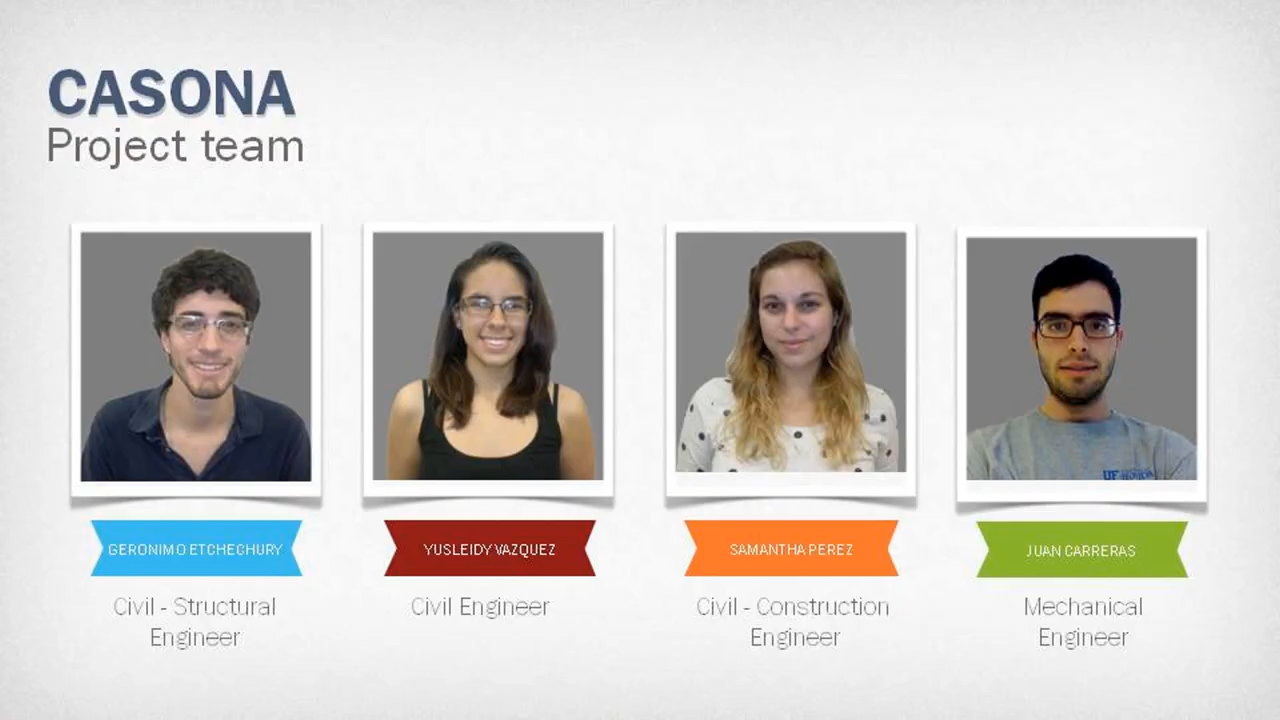 CASONA
Project team
UF
GERONIMO ETCHECHURY
YUSLEIDY VAZQUEZ
SAMANTHA PEREZ
JUAN CARRERAS
Civil - Structural
Engineer
Civil Engineer
Civil - Construction
Engineer
Mechanical
Engineer